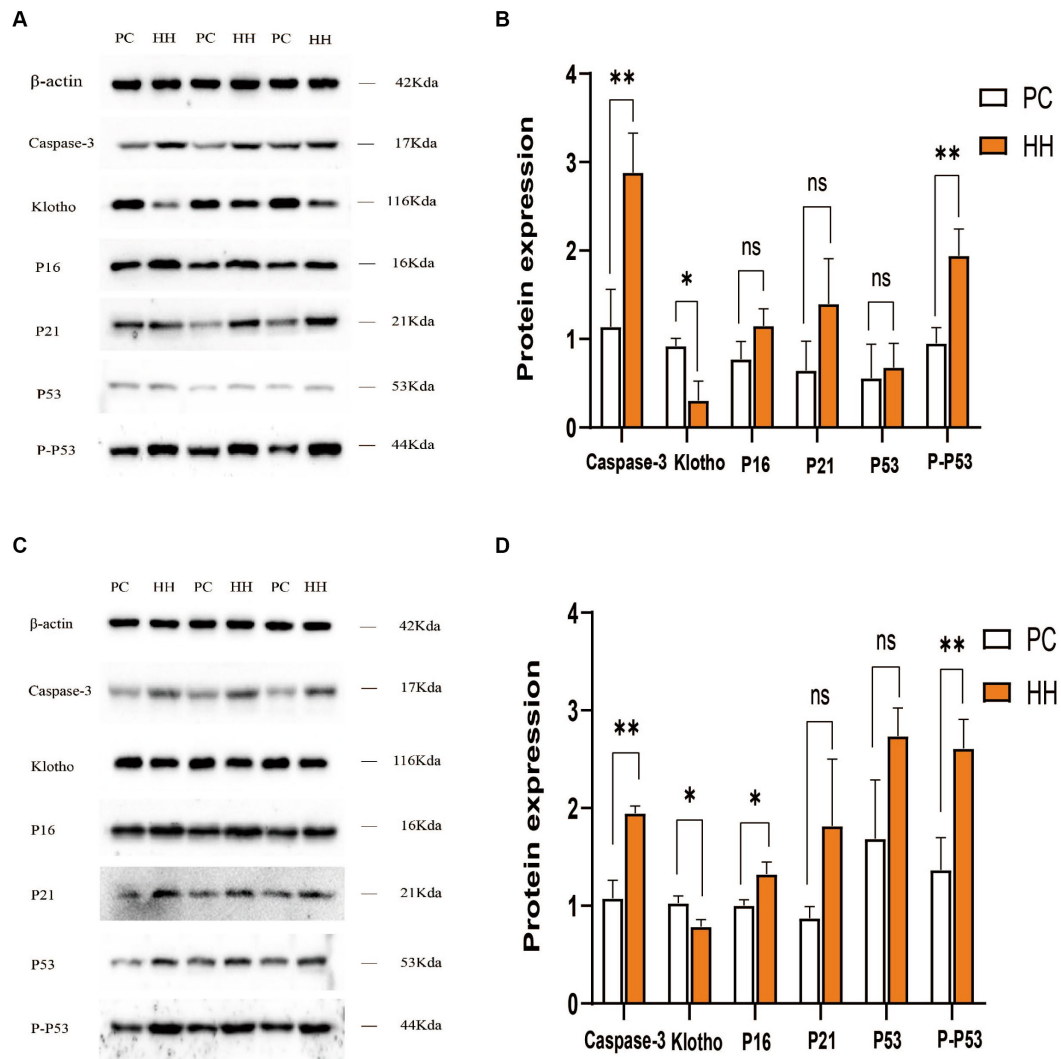 A
PC HH PC HH PC HH
β-actin — 42Kda
Caspase-3 — 17Kda
Klotho — 116Kda
P16 — 16Kda
P21 — 21Kda
P53 — 53Kda
P-P53 — 44Kda
B
Protein expression
4
3
2
1
0
** * ns ns ns **
PC
HH
Caspase-3 Klotho P16 P21 P53 P-P53
C
PC HH PC HH PC HH
β-actin — 42Kda
Caspase-3 — 17Kda
Klotho — 116Kda
P16 — 16Kda
P21 — 21Kda
P53 — 53Kda
P-P53 — 44Kda
D
Protein expression
4
3
2
1
0
** * * ns ns **
PC
HH
Caspase-3 Klotho P16 P21 P53 P-P53